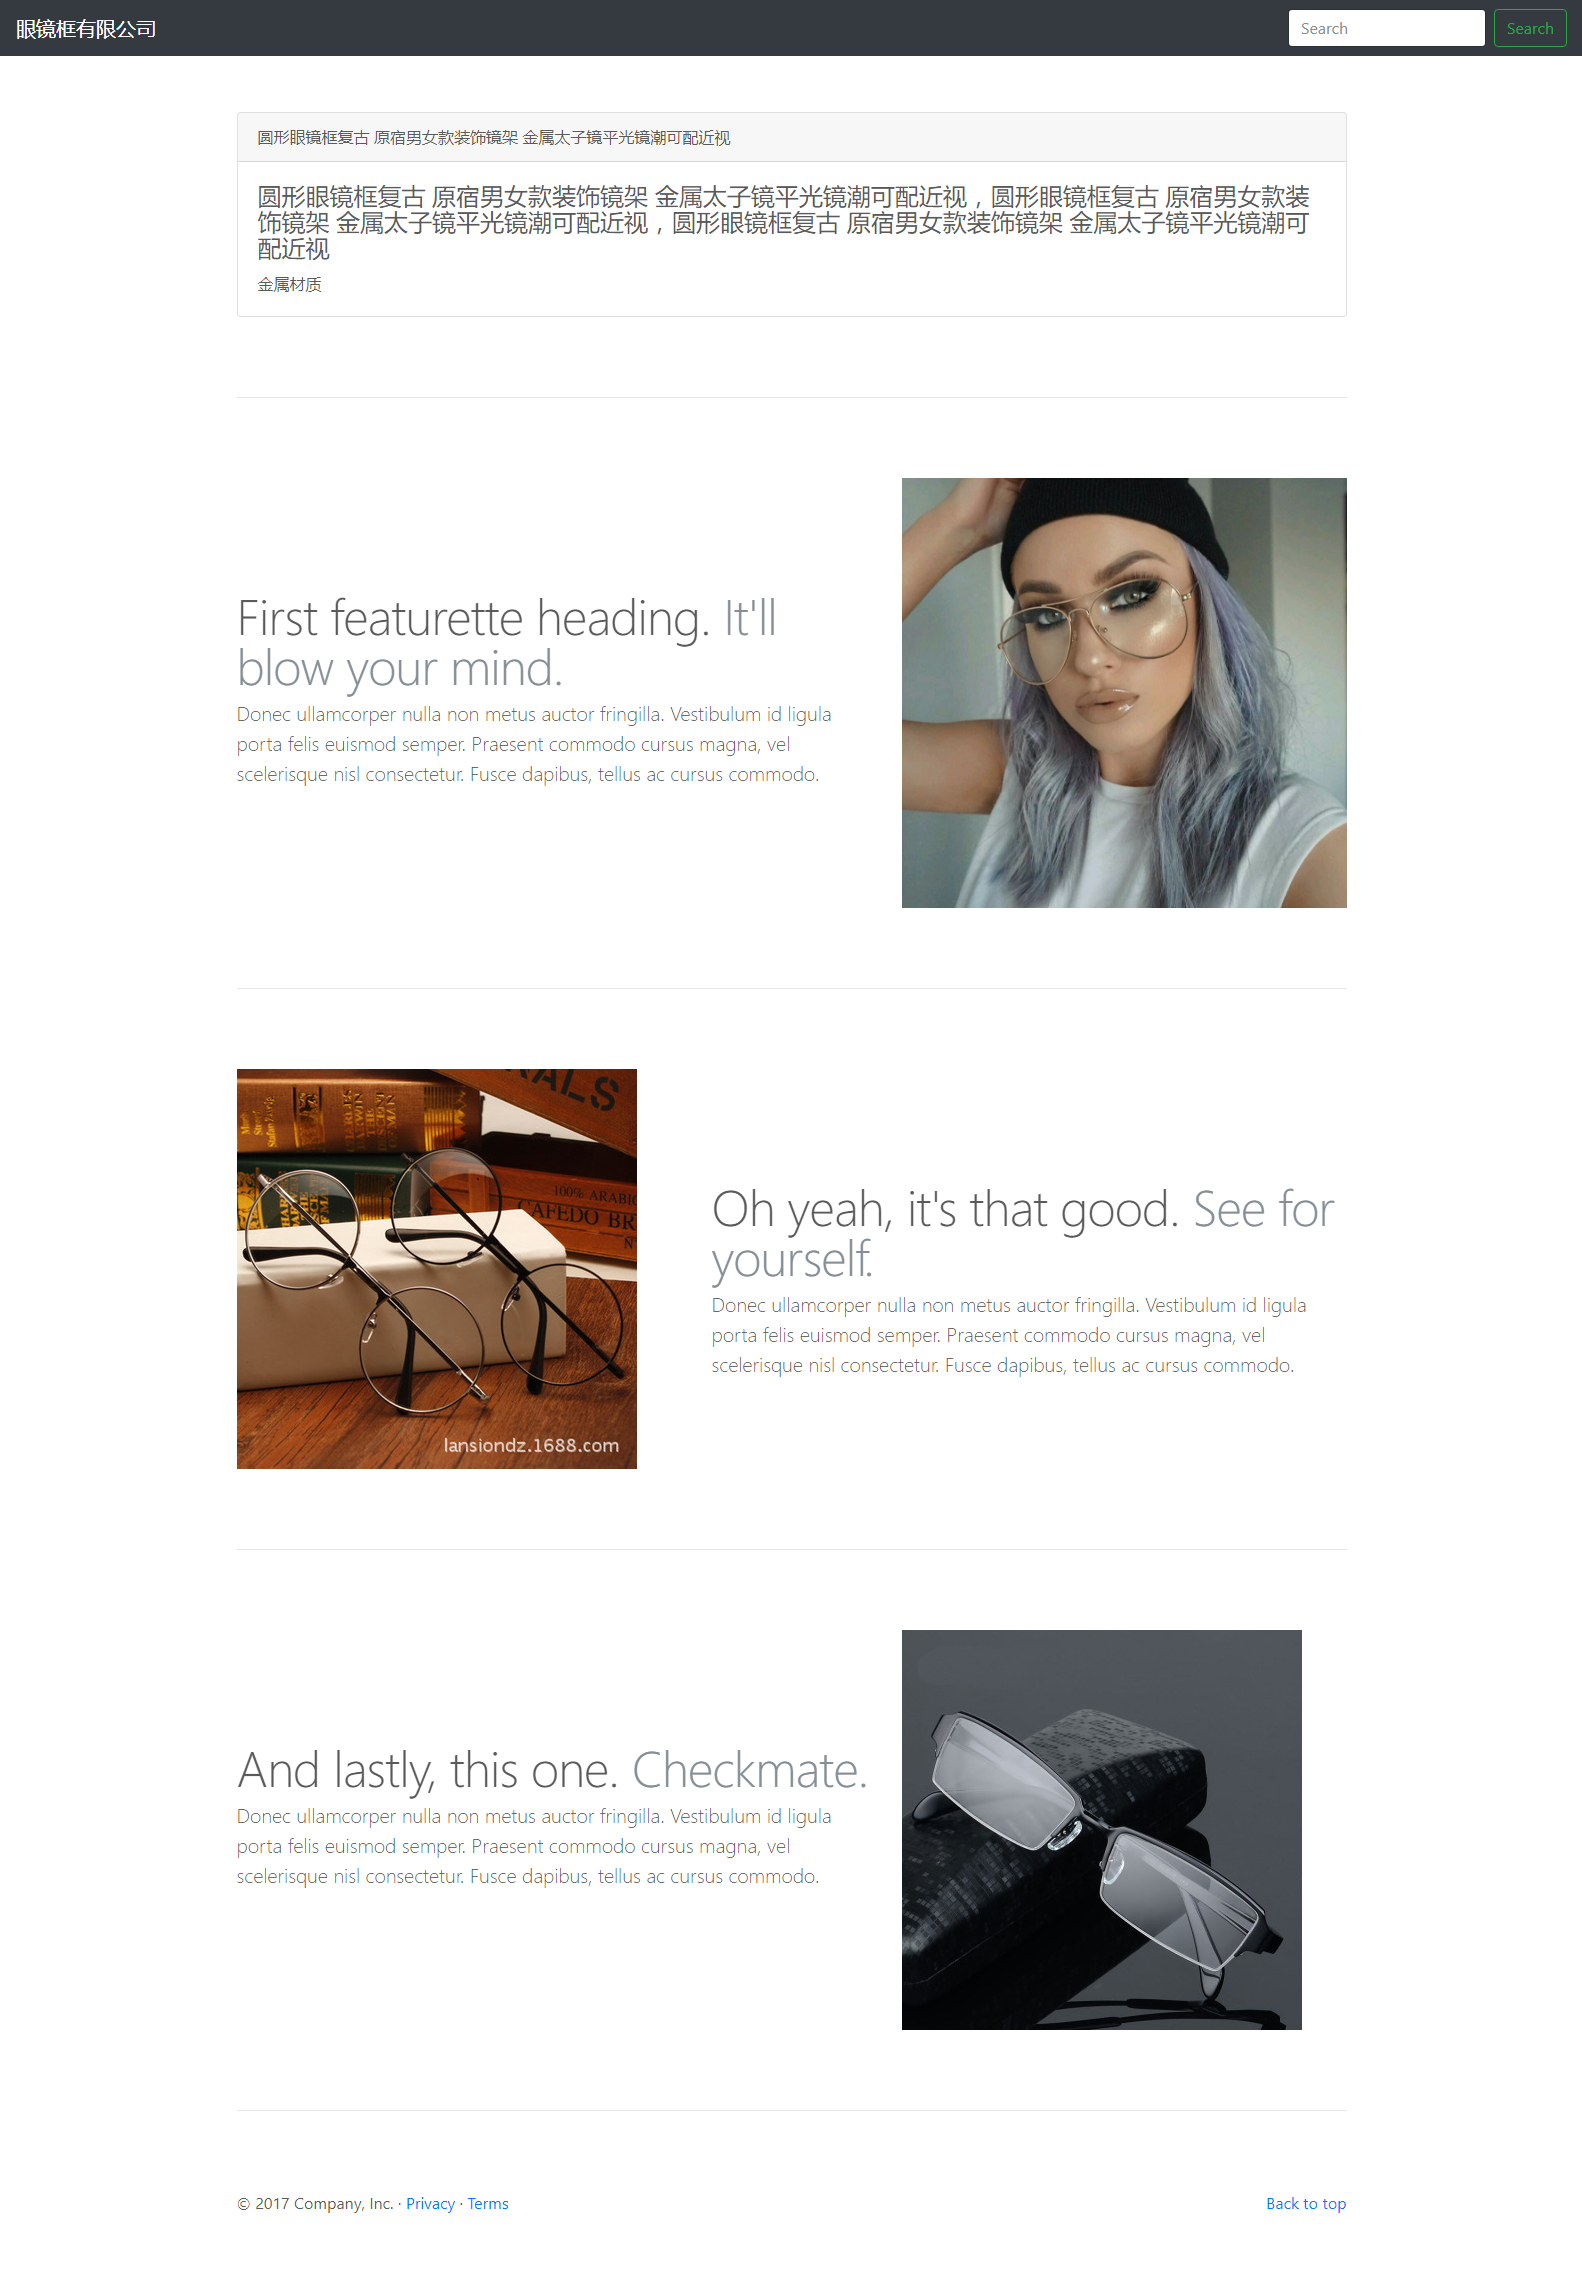 眼镜框有限公司
Search
Search
圆形眼镜框复古 原宿男女款装饰镜架 金属太子镜平光镜潮可配近视
圆形眼镜框复古 原宿男女款装饰镜架 金属太子镜平光镜潮可配近视，圆形眼镜框复古 原宿男女款装
饰镜架 金属太子镜平光镜潮可配近视，圆形眼镜框复古 原宿男女款装饰镜架 金属太子镜平光镜潮可
配近视
金属材质
First featurette heading. It'll
blow your mind.
Donec ullamcorper nulla non metus auctor fringilla. Vestibulum id ligula
porta felis euismod semper. Praesent commodo cursus magna, vel
scelerisque nisl consectetur. Fusce dapibus, tellus ac cursus commodo.
RALS
CHARLES
DARWIN
THE
DESCENT
OF MAN
100% ARABIC
CAFEDO BR
lansiondz.1688.com
Oh yeah, it's that good. See for
yourself.
Donec ullamcorper nulla non metus auctor fringilla. Vestibulum id ligula
porta felis euismod semper. Praesent commodo cursus magna, vel
scelerisque nisl consectetur. Fusce dapibus, tellus ac cursus commodo.
And lastly, this one. Checkmate.
Donec ullamcorper nulla non metus auctor fringilla. Vestibulum id ligula
porta felis euismod semper. Praesent commodo cursus magna, vel
scelerisque nisl consectetur. Fusce dapibus, tellus ac cursus commodo.
© 2017 Company, Inc. · Privacy · Terms
Back to top